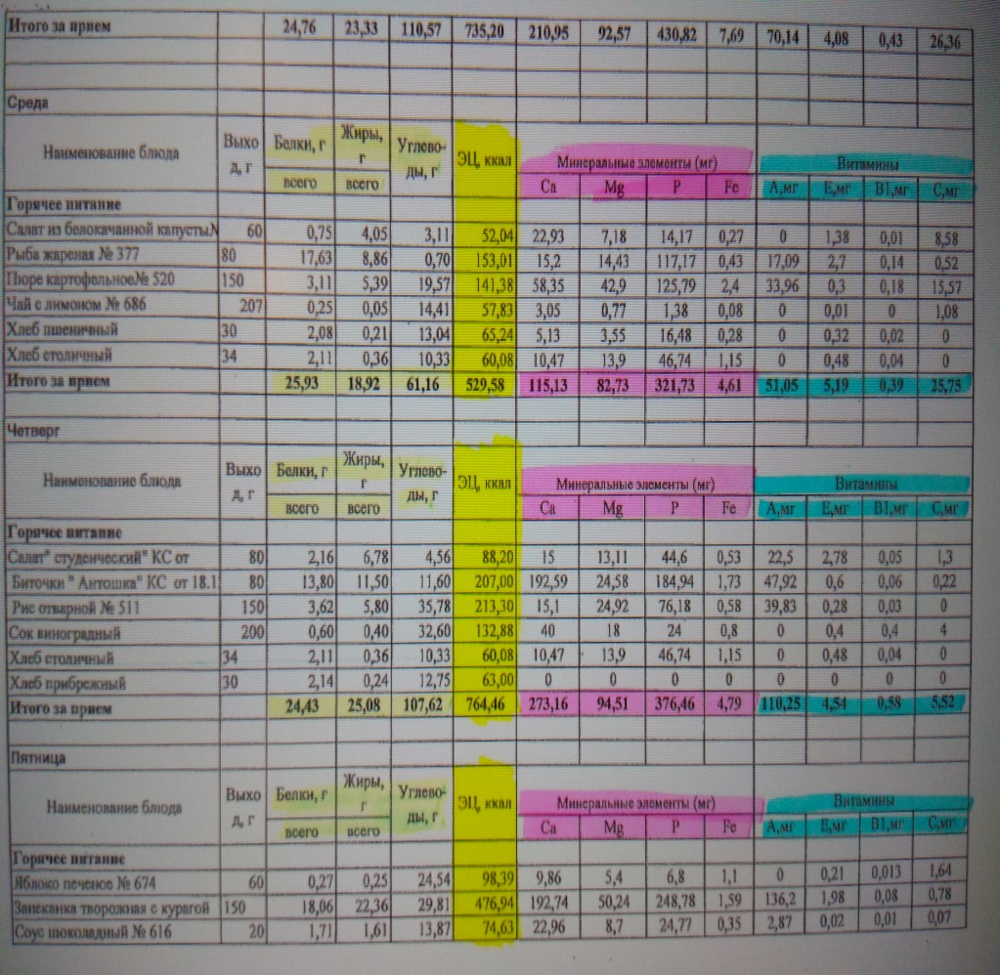 Итого за прием 24,76 23,33 110,57 735,20 210,95 92,57 430,82 7,69 70,14 4,08 0,43 26,36
Среда
Наименование блюда Выхо д, г Белки, г Жиры, г Углево- ды, г ЭЦ, ккал Минеральные элементы (мг) Витамины
всего всего Ca Mg P Fe А,мг Е,мг В1,мг С,мг
Горячее питание
Салат из белокачанной капусты№ 60 0,75 4,05 3,11 52,04 22,93 7,18 14,17 0,27 0 1,38 0,01 8,58
Рыба жареная № 377 80 17,63 8,86 0,70 153,01 15,2 14,43 117,17 0,43 17,09 2,7 0,14 0,52
Пюре картофельное№ 520 150 3,11 5,39 19,57 141,38 58,35 42,9 125,79 2,4 33,96 0,3 0,18 15,57
Чай с лимоном № 686 207 0,25 0,05 14,41 57,83 3,05 0,77 1,38 0,08 0 0,01 0 1,08
Хлеб пшеничный 30 2,08 0,21 13,04 65,24 5,13 3,55 16,48 0,28 0 0,32 0,02 0
Хлеб столичный 34 2,11 0,36 10,33 60,08 10,47 13,9 46,74 1,15 0 0,48 0,04 0
Итого за прием 25,93 18,92 61,16 529,58 115,13 82,73 321,73 4,61 51,05 5,19 0,39 25,75
Четверг
Наименование блюда Выхо д, г Белки, г Жиры, г Углево- ды, г ЭЦ, ккал Минеральные элементы (мг) Витамины
всего всего Ca Mg P Fe А,мг Е,мг В1,мг С,мг
Горячее питание
Салат" студенческий" КС от 80 2,16 6,78 4,56 88,20 15 13,11 44,6 0,53 22,5 2,78 0,05 1,3
Биточки " Антошка" КС от 18.1 80 13,80 11,50 11,60 207,00 192,59 24,58 184,94 1,73 47,92 0,6 0,06 0,22
Рис отварной № 511 150 3,62 5,80 35,78 213,30 15,1 24,92 76,18 0,58 39,83 0,28 0,03 0
Сок виноградный 200 0,60 0,40 32,60 132,88 40 18 24 0,8 0 0,4 0,4 4
Хлеб столичный 34 2,11 0,36 10,33 60,08 10,47 13,9 46,74 1,15 0 0,48 0,04 0
Хлеб прибрежный 30 2,14 0,24 12,75 63,00 0 0 0 0 0 0 0 0
Итого за прием 24,43 25,08 107,62 764,46 273,16 94,51 376,46 4,79 110,25 4,54 0,58 5,52
Пятница
Наименование блюда Выхо д, г Белки, г Жиры, г Углево- ды, г ЭЦ, ккал Минеральные элементы (мг) Витамины
всего всего Ca Mg P Fe А,мг Е,мг В1,мг С,мг
Горячее питание
Яблоко печеное № 674 60 0,27 0,25 24,54 98,39 9,86 5,4 6,8 1,1 0 0,21 0,013 1,64
Запеканка творожная с курагой 150 18,06 22,36 29,81 476,94 192,74 50,24 248,78 1,59 136,2 1,98 0,08 0,78
Соус шоколадный № 616 20 1,71 1,61 13,87 74,63 22,96 8,7 24,77 0,35 2,87 0,02 0,01 0,07